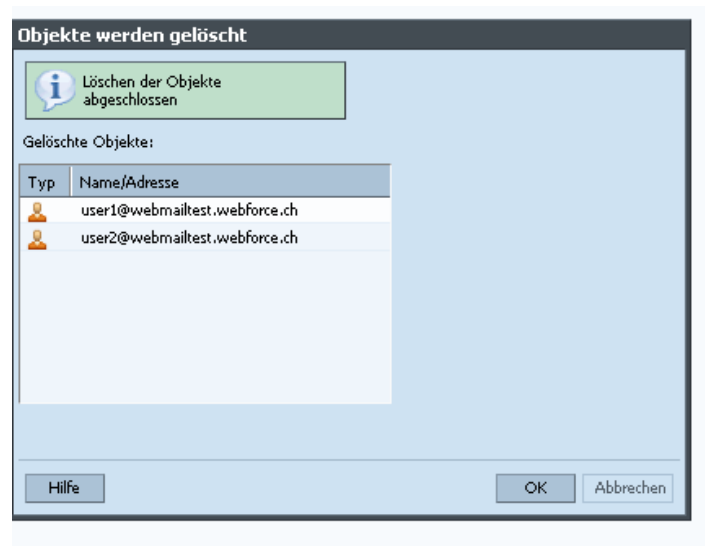 Objekte werden gelöscht
Löschen der Objekte
abgeschlossen
Gelöschte Objekte:
Typ Name/Adresse
user1@webmailtest.webforce.ch
user2@webmailtest.webforce.ch
Hilfe OK Abbrechen